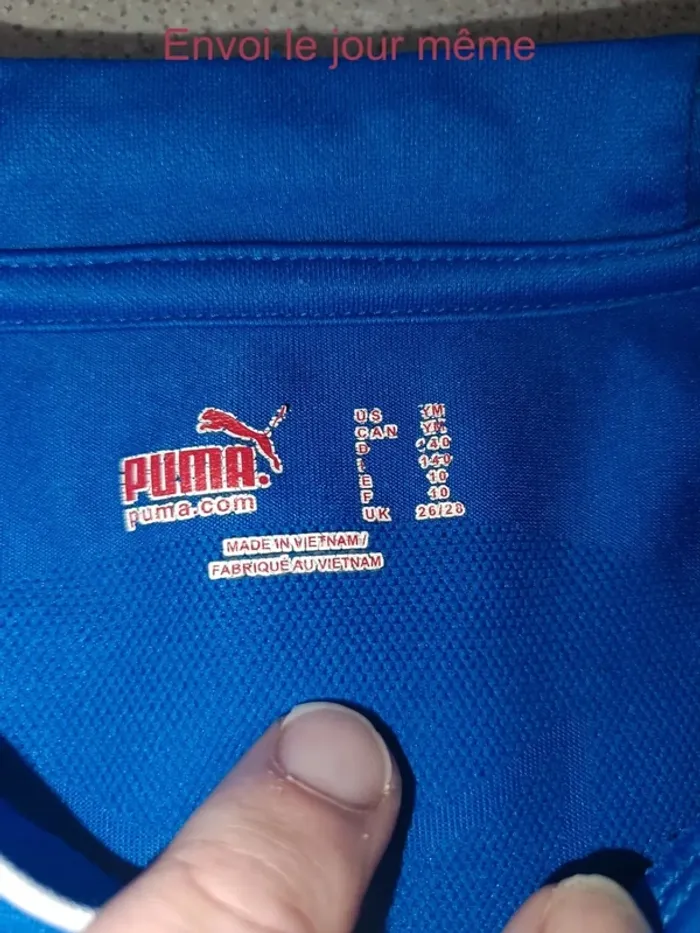 Envoi le jour même
PUMA.
puma.com
US YM
CAN YM
D 140
I 140
E 10
F 10
UK 26/28
MADE IN VIETNAM /
FABRIQUÉ AU VIETNAM